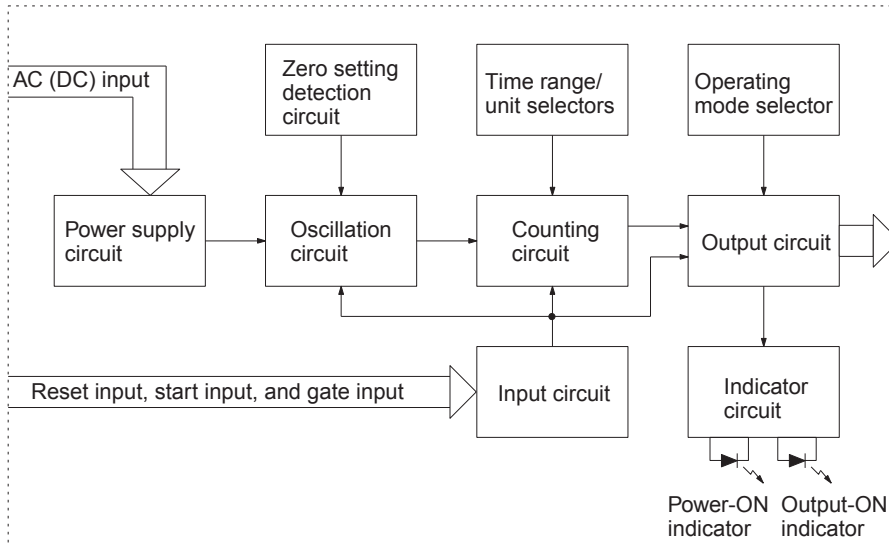 AC (DC) input
Zero setting
detection
circuit
Time range/
unit selectors
Operating
mode selector
Power supply
circuit
Oscillation
circuit
Counting
circuit
Output circuit
Reset input, start input, and gate input
Input circuit
Indicator
circuit
Power-ON
indicator
Output-ON
indicator